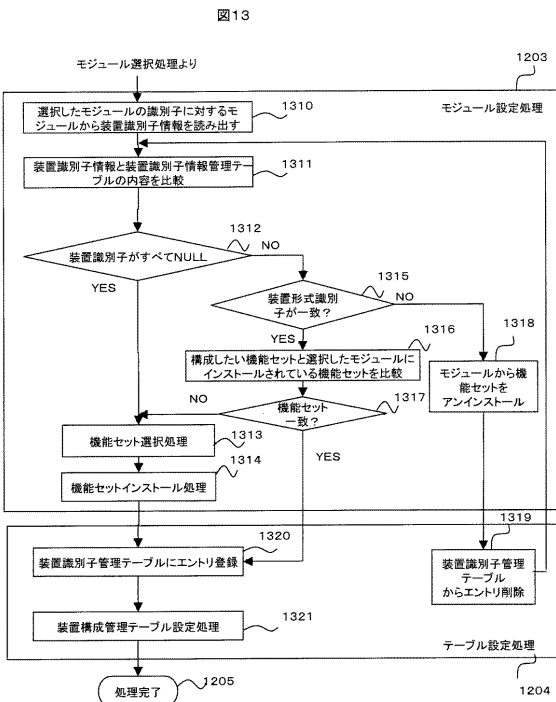 図13
モジュール選択処理より
1203
モジュール設定処理
選択したモジュールの識別子に対するモ
ジュールから装置識別子情報を読み出す
1310
装置識別子情報と装置識別子情報管理テー
ブルの内容を比較
1311
装置識別子がすべてNULL
1312
NO
YES
装置形式識別
子が一致？
1315
NO
YES
構成したい機能セットと選択したモジュールに
インストールされている機能セットを比較
1316
モジュールから機
能セットを
アンインストール
1318
機能セット
一致？
1317
NO
YES
機能セット選択処理
1313
機能セットインストール処理
1314
装置識別子管理テーブルにエントリ登録
1320
装置識別子管理
テーブル
からエントリ削除
1319
装置構成管理テーブル設定処理
1321
テーブル設定処理
1204
処理完了
1205